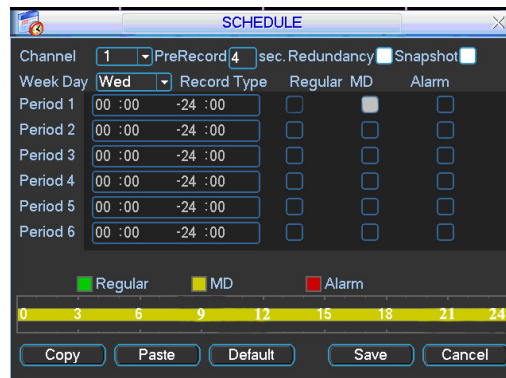 SCHEDULE
Channel 1 PreRecord 4 sec. Redundancy Snapshot
Week Day Wed Record Type Regular MD Alarm
Period 1 00 :00 -24 :00
Period 2 00 :00 -24 :00
Period 3 00 :00 -24 :00
Period 4 00 :00 -24 :00
Period 5 00 :00 -24 :00
Period 6 00 :00 -24 :00
Regular MD Alarm
0 3 6 9 12 15 18 21 24
Copy Paste Default Save Cancel